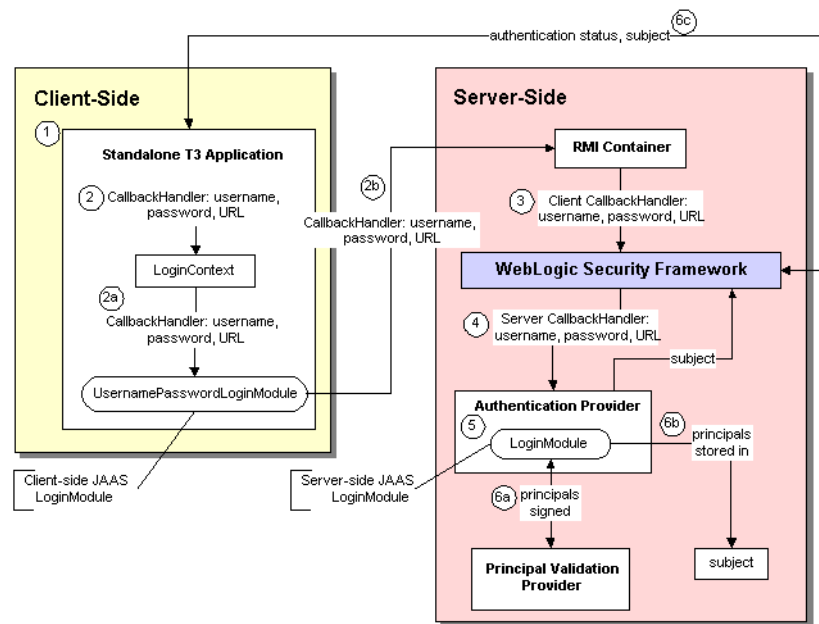 6c
authentication status, subject
Client-Side
1
Standalone T3 Application
2
CallbackHandler: username,
password, URL
LoginContext
2a
CallbackHandler: username,
password, URL
UsernamePasswordLoginModule
Client-side JAAS
LoginModule
2b
CallbackHandler: username,
password, URL
Server-Side
RMI Container
3
Client CallbackHandler:
username, password, URL
WebLogic Security Framework
4
Server CallbackHandler:
username, password, URL
subject
Authentication Provider
5
LoginModule
6b
principals
stored in
Server-side JAAS
LoginModule
6a
principals
signed
Principal Validation
Provider
subject